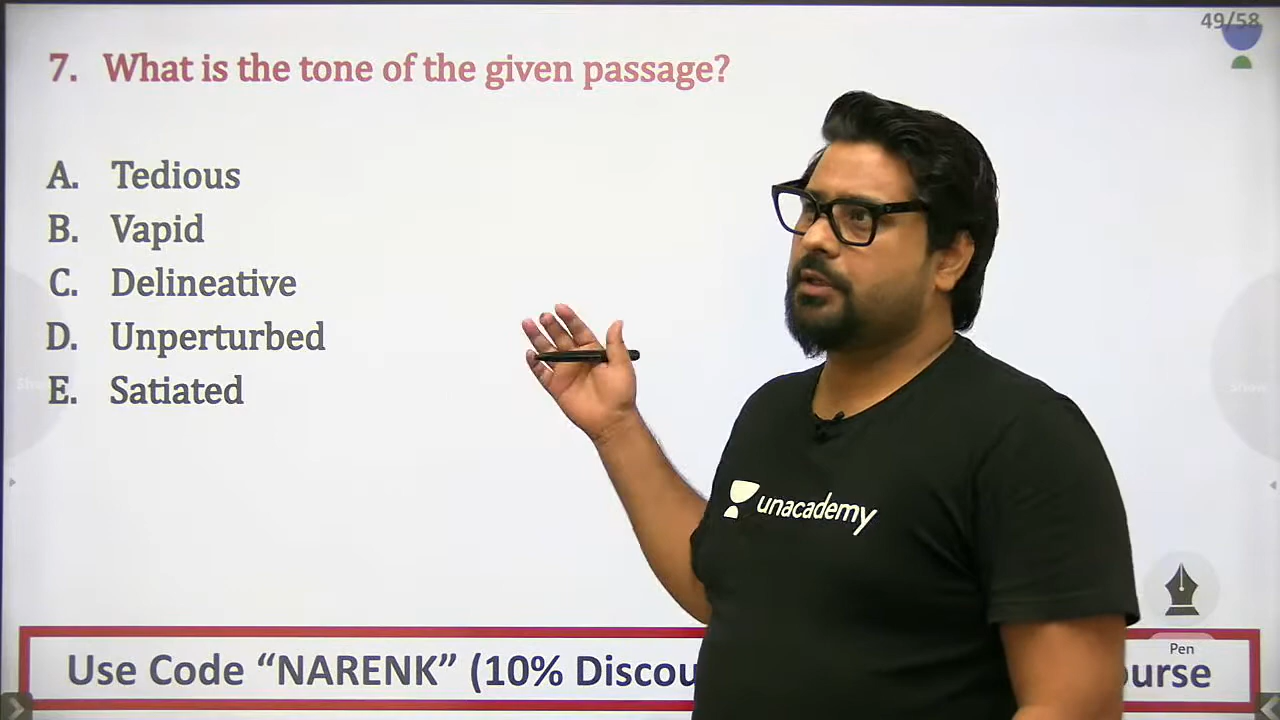 49/58
7. What is the tone of the given passage?
A. Tedious
B. Vapid
C. Delineative
D. Unperturbed
E. Satiated
unacademy
Pen
Use Code “NARENK” (10% Discou
ourse